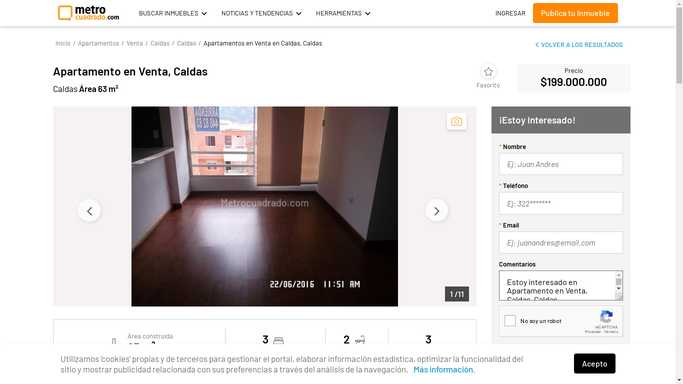 metro
cuadrado.com
BUSCAR INMUEBLES
NOTICIAS Y TENDENCIAS
HERRAMIENTAS
INGRESAR
Publica tu Inmueble
Inicio / Apartamentos / Venta / Caldas / Caldas / Apartamentos en Venta en Caldas, Caldas
VOLVER A LOS RESULTADOS
Apartamento en Venta, Caldas
Caldas Área 63 m²
Favorito
Precio
$199.000.000
Metrocuadrado.com
22/06/2016 11:51 AM
1 /11
¡Estoy Interesado!
* Nombre
Ej: Juan Andres
* Teléfono
Ej: 322*******
* Email
Ej: juanandres@email.com
Comentarios
Estoy interesado en
Apartamento en Venta,
Caldas, Caldas
No soy un robot
reCAPTCHA
Privacidad - Términos
Área construida
3
2
3
Utilizamos 'cookies' propias y de terceros para gestionar el portal, elaborar información estadística, optimizar la funcionalidad del
sitio y mostrar publicidad relacionada con sus preferencias a través del análisis de la navegación. Más información.
Acepto